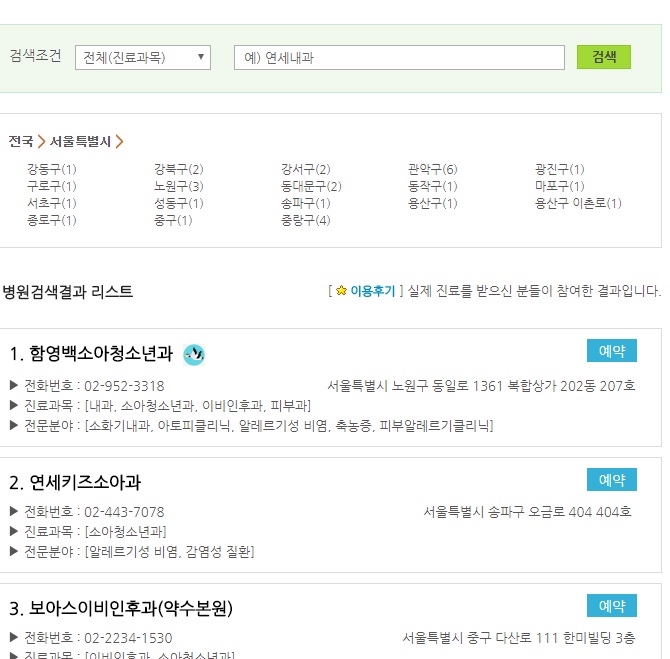 검색조건 전체(진료과목) ▼ 예) 연세내과 검색
전국 > 서울특별시 >
강동구(1) 강북구(2) 강서구(2) 관악구(6) 광진구(1)
구로구(1) 노원구(3) 동대문구(2) 동작구(1) 마포구(1)
서초구(1) 성동구(1) 송파구(1) 용산구(1) 용산구 이촌로(1)
종로구(1) 중구(1) 중랑구(4)
병원검색결과 리스트 [ 이용후기 ] 실제 진료를 받으신 분들이 참여한 결과입니다.
1. 함영백소아청소년과 예약
▶ 전화번호 : 02-952-3318 서울특별시 노원구 동일로 1361 복합상가 202동 207호
▶ 진료과목 : [내과, 소아청소년과, 이비인후과, 피부과]
▶ 전문분야 : [소화기내과, 아토피클리닉, 알레르기성 비염, 축농증, 피부알레르기클리닉]
2. 연세키즈소아과 예약
▶ 전화번호 : 02-443-7078 서울특별시 송파구 오금로 404 404호
▶ 진료과목 : [소아청소년과]
▶ 전문분야 : [알레르기성 비염, 감염성 질환]
3. 보아스이비인후과(약수본원) 예약
▶ 전화번호 : 02-2234-1530 서울특별시 중구 다산로 111 한미빌딩 3층
▶ 진료과목 : [이비인후과, 소아청소년과]